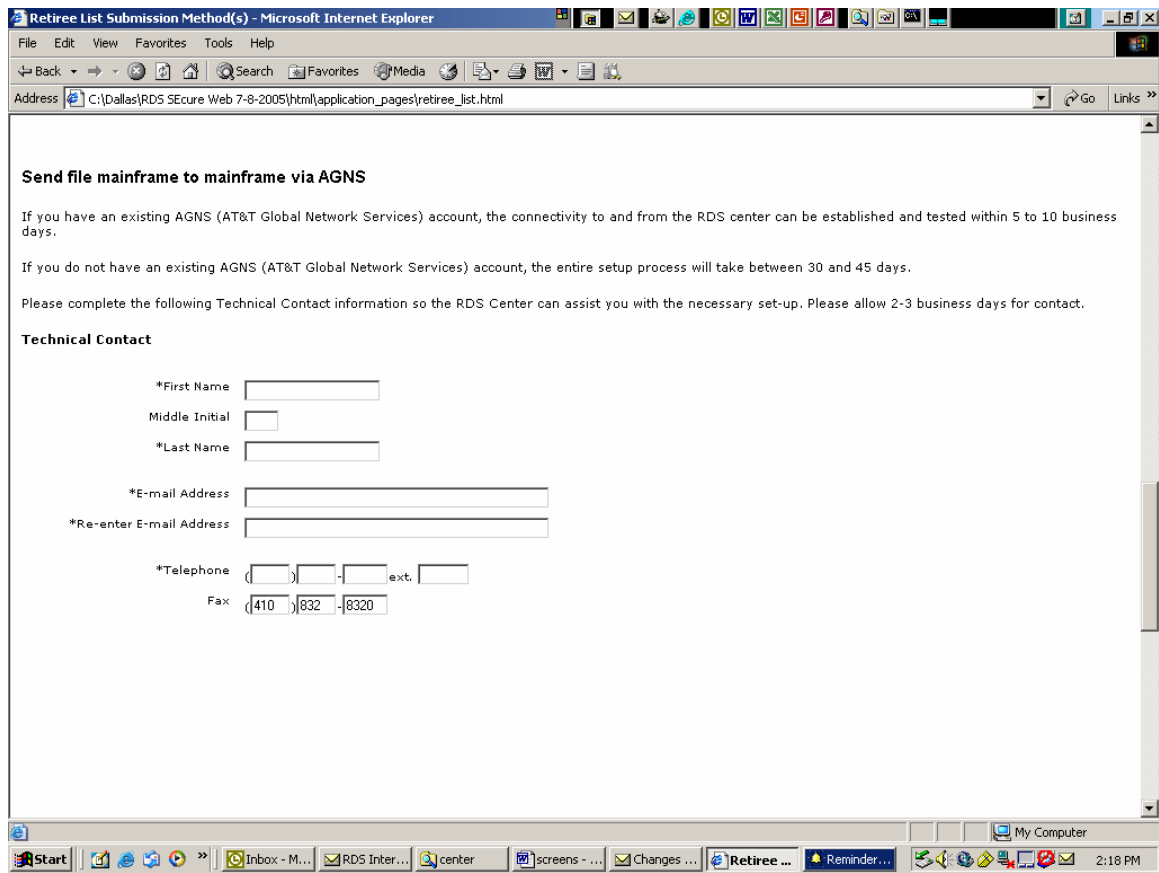 Retiree List Submission Method(s) - Microsoft Internet Explorer
File Edit View Favorites Tools Help
Back Search Favorites Media
Address C:\Dallas\RDS SEcure Web 7-8-2005\html\application_pages\retiree_list.html Go Links »
Send file mainframe to mainframe via AGNS
If you have an existing AGNS (AT&T Global Network Services) account, the connectivity to and from the RDS center can be established and tested within 5 to 10 business
days.
If you do not have an existing AGNS (AT&T Global Network Services) account, the entire setup process will take between 30 and 45 days.
Please complete the following Technical Contact information so the RDS Center can assist you with the necessary set-up. Please allow 2-3 business days for contact.
Technical Contact
*First Name
Middle Initial
*Last Name
*E-mail Address
*Re-enter E-mail Address
*Telephone ( ) - ext.
Fax (410 )832 -8320
My Computer
Start » Inbox - M... RDS Inter... center screens - ... Changes ... Retiree ... Reminder... 2:18 PM